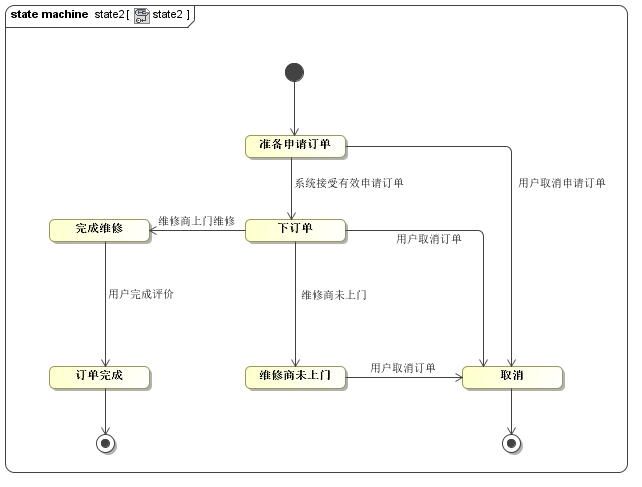 state machine state2 [ state2 ]
准备申请订单
系统接受有效申请订单
用户取消申请订单
完成维修
维修商上门维修
下订单
用户取消订单
用户完成评价
维修商未上门
订单完成
维修商未上门
用户取消订单
取消